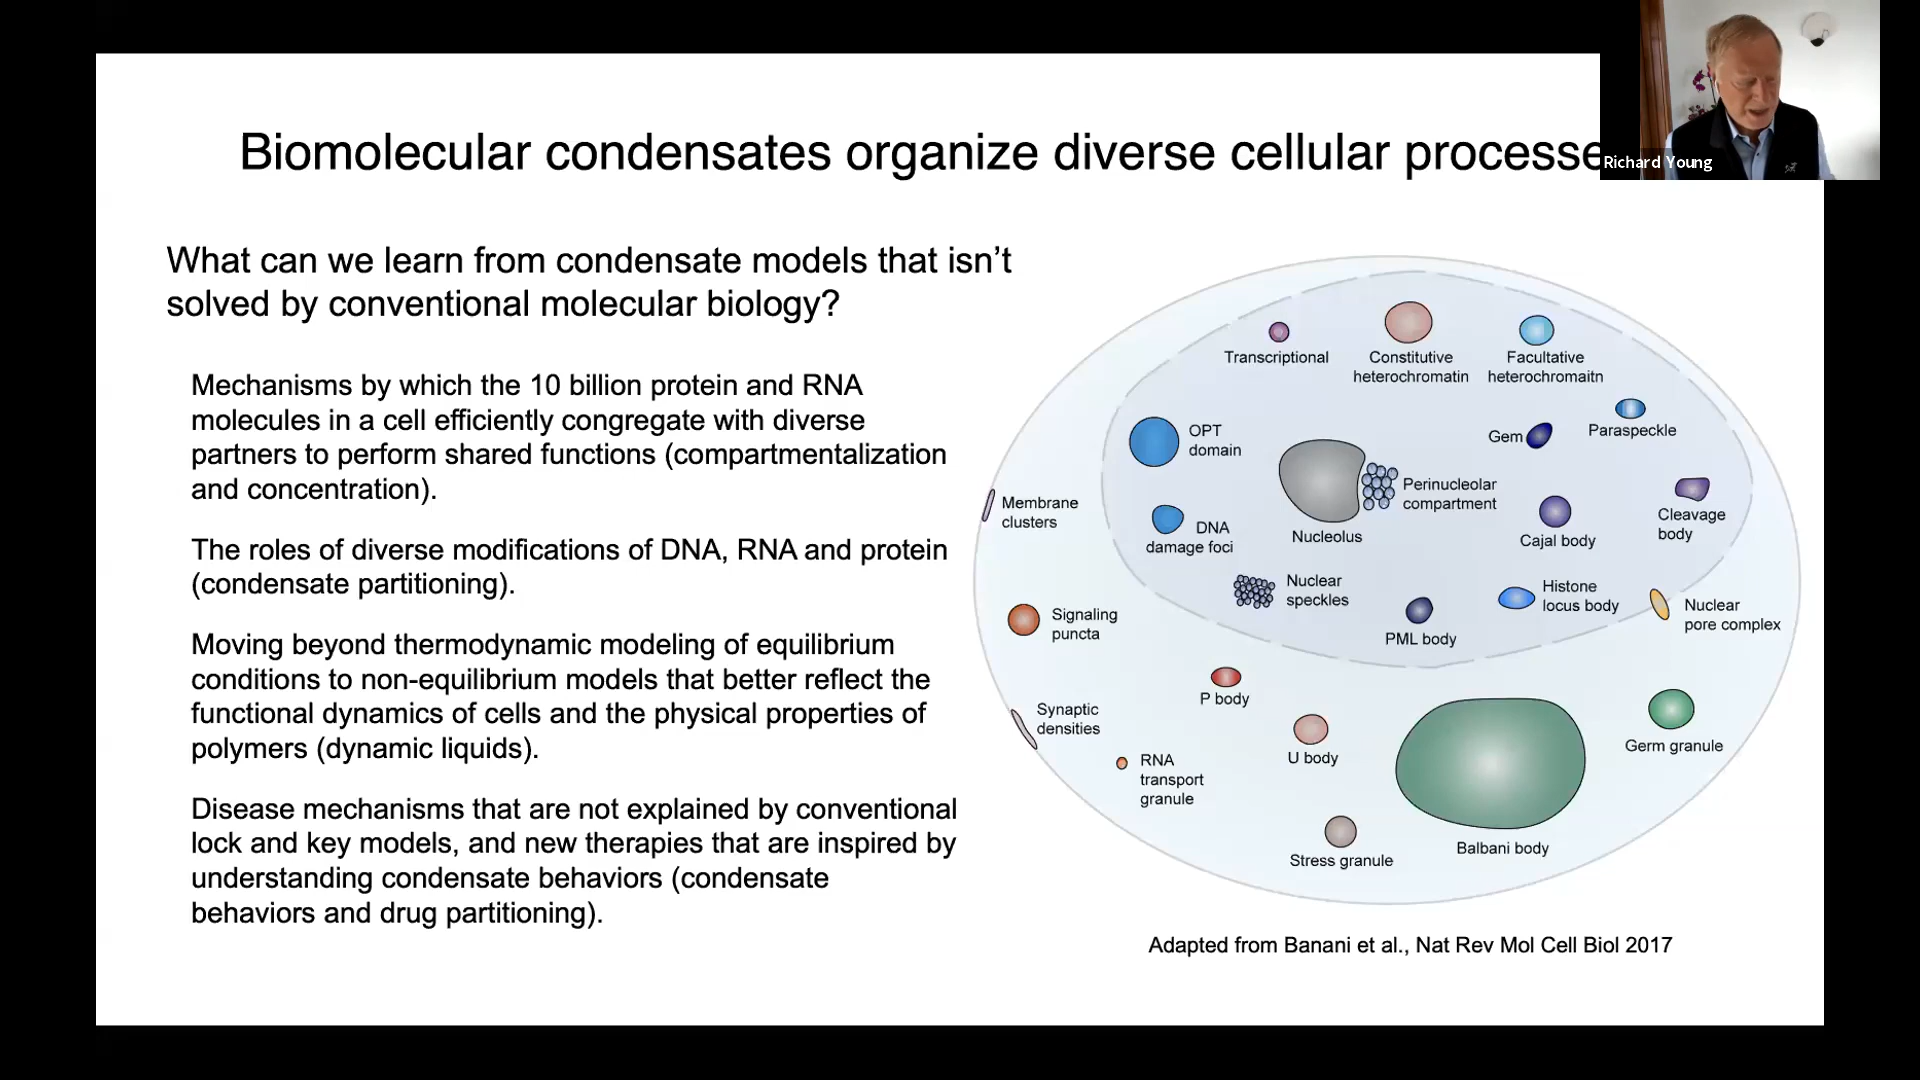 Biomolecular condensates organize diverse cellular processe
Richard Young
What can we learn from condensate models that isn’t
solved by conventional molecular biology?
Mechanisms by which the 10 billion protein and RNA
molecules in a cell efficiently congregate with diverse
partners to perform shared functions (compartmentalization
and concentration).
The roles of diverse modifications of DNA, RNA and protein
(condensate partitioning).
Moving beyond thermodynamic modeling of equilibrium
conditions to non-equilibrium models that better reflect the
functional dynamics of cells and the physical properties of
polymers (dynamic liquids).
Disease mechanisms that are not explained by conventional
lock and key models, and new therapies that are inspired by
understanding condensate behaviors (condensate
behaviors and drug partitioning).
Transcriptional
Constitutive
heterochromatin
Facultative
heterochromaitn
OPT
domain
Gem
Paraspeckle
Perinucleolar
compartment
Membrane
clusters
DNA
damage foci
Nucleolus
Cajal body
Cleavage
body
Nuclear
speckles
Histone
locus body
PML body
Nuclear
pore complex
Signaling
puncta
P body
Synaptic
densities
U body
Germ granule
RNA
transport
granule
Stress granule
Balbani body
Adapted from Banani et al., Nat Rev Mol Cell Biol 2017